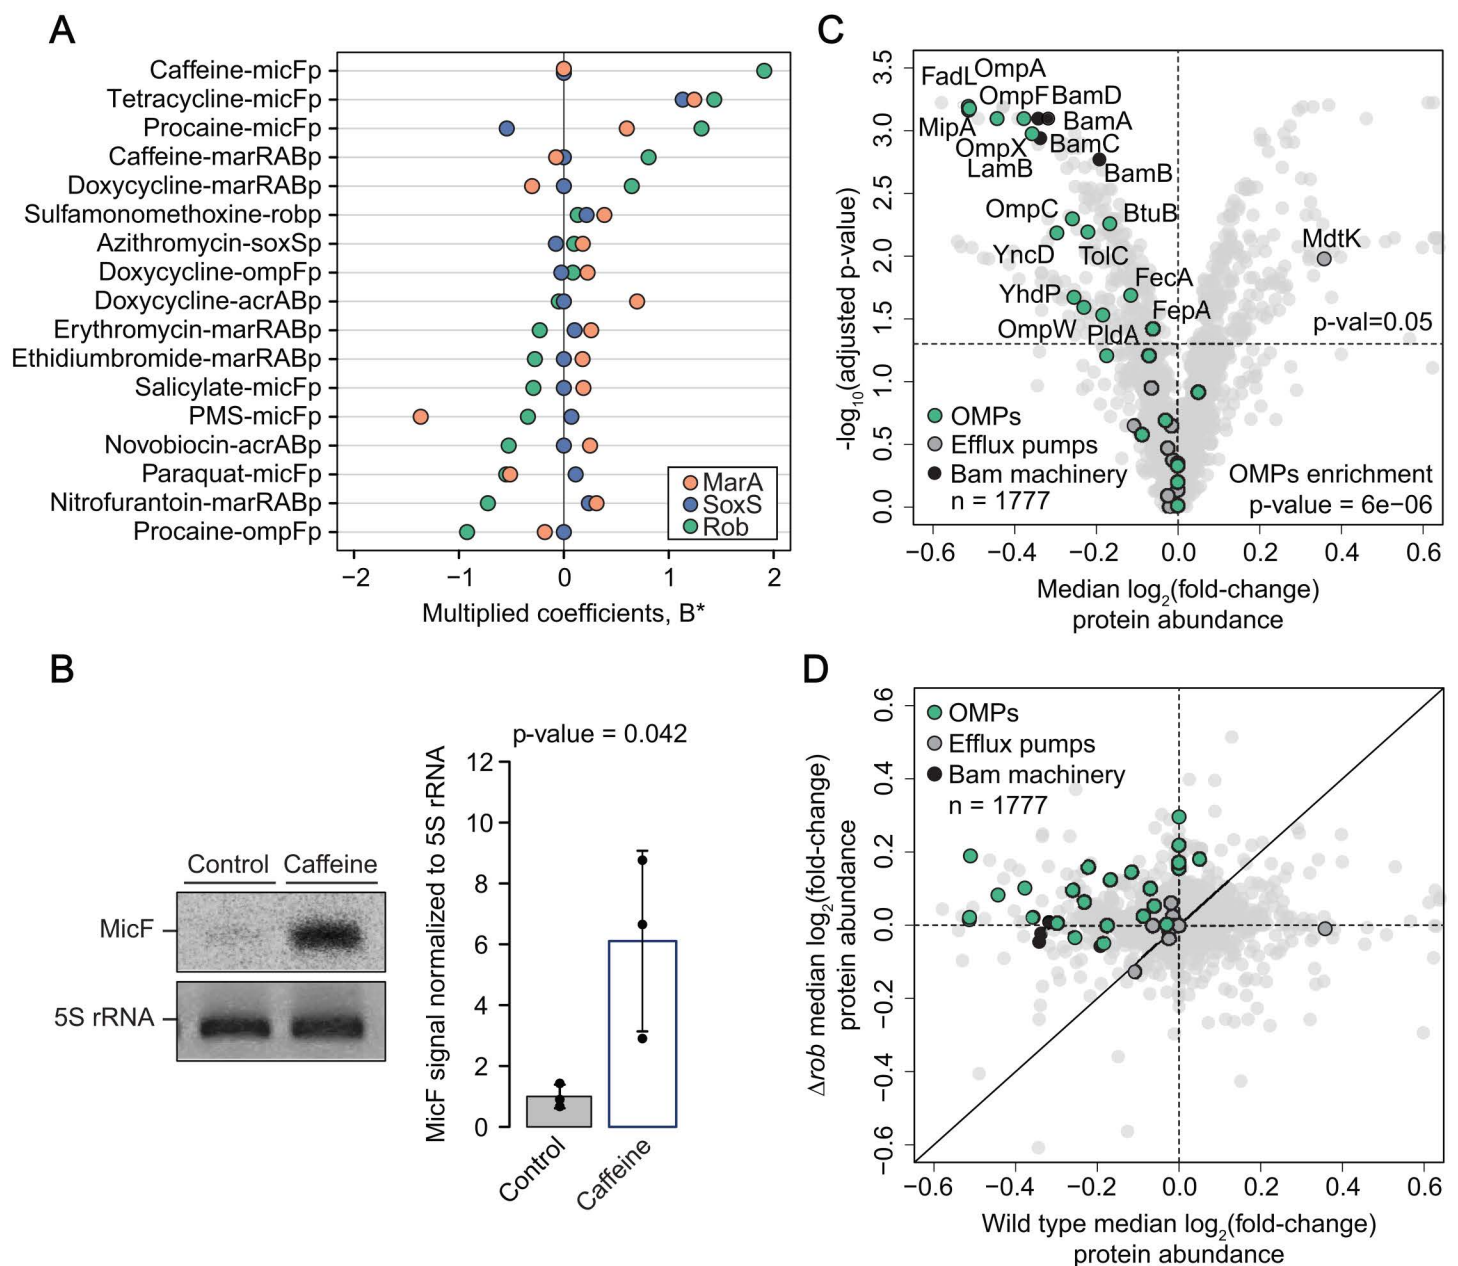 A
Caffeine-micFp
Tetracycline-micFp
Procaine-micFp
Caffeine-marRABp
Doxycycline-marRABp
Sulfamonomethoxine-robp
Azithromycin-soxSp
Doxycycline-ompFp
Doxycycline-acrABp
Erythromycin-marRABp
Ethidiumbromide-marRABp
Salicylate-micFp
PMS-micFp
Novobiocin-acrABp
Paraquat-micFp
Nitrofurantoin-marRABp
Procaine-ompFp
MarA
SoxS
Rob
−2 −1 0 1 2
Multiplied coefficients, B*
C
-log10(adjusted p-value)
3.5
3.0
2.5
2.0
1.5
1.0
0.5
0.0
FadL OmpA
OmpF BamD
MipA BamA
OmpX BamC
LamB BamB
OmpC BtuB
YncD TolC MdtK
YhdP FecA
FepA
OmpW PldA p-val=0.05
OMPs
Efflux pumps
Bam machinery
n = 1777
OMPs enrichment
p-value = 6e−06
−0.6 −0.4 −0.2 0.0 0.2 0.4 0.6
Median log2(fold-change)
protein abundance
B
Control Caffeine
MicF
5S rRNA
p-value = 0.042
MicF signal normalized to 5S rRNA
12
10
8
6
4
2
0
Control
Caffeine
D
Δrob median log2(fold-change)
protein abundance
0.6
0.4
0.2
0.0
−0.2
−0.4
−0.6
OMPs
Efflux pumps
Bam machinery
n = 1777
−0.6 −0.4 −0.2 0.0 0.2 0.4 0.6
Wild type median log2(fold-change)
protein abundance